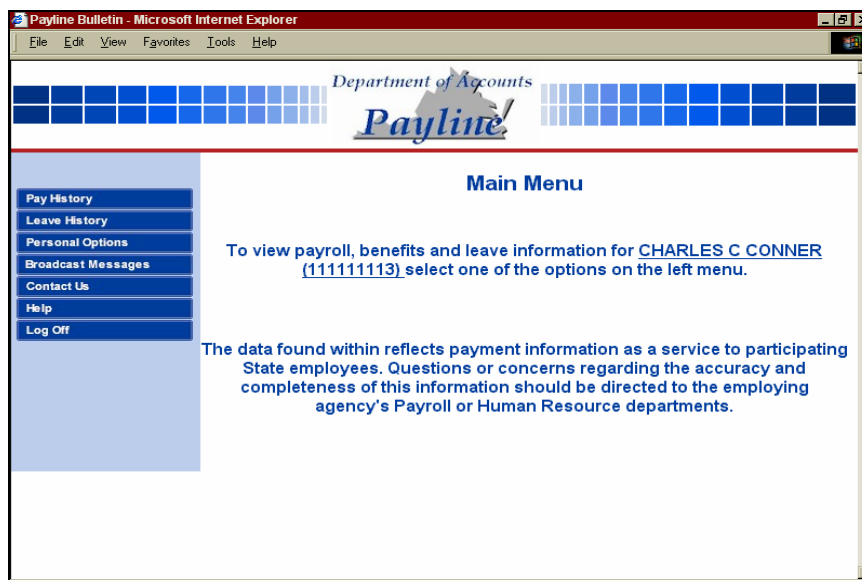 Payline Bulletin - Microsoft Internet Explorer
File Edit View Favorites Tools Help
Department of Accounts
Payline
Pay History
Leave History
Personal Options
Broadcast Messages
Contact Us
Help
Log Off
Main Menu
To view payroll, benefits and leave information for CHARLES C CONNER
(111111113) select one of the options on the left menu.
The data found within reflects payment information as a service to participating
State employees. Questions or concerns regarding the accuracy and
completeness of this information should be directed to the employing
agency's Payroll or Human Resource departments.